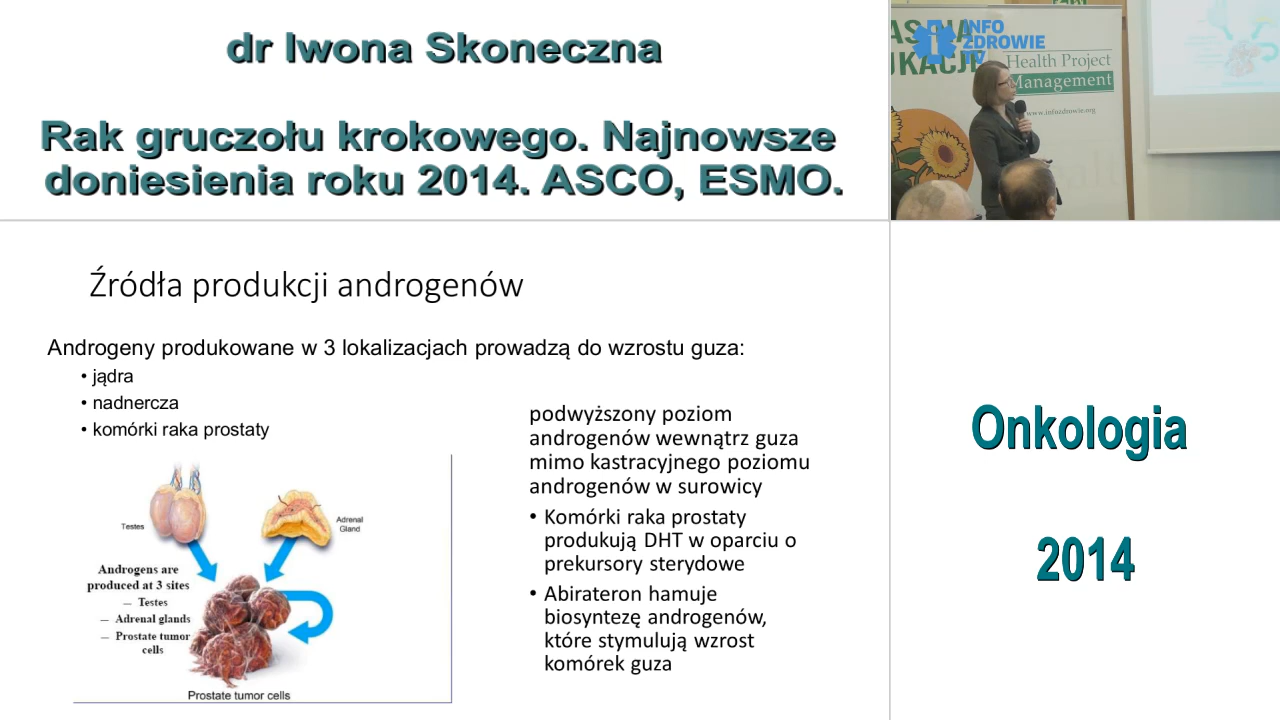 dr Iwona Skoneczna
Rak gruczołu krokowego. Najnowsze
doniesienia roku 2014. ASCO, ESMO.
INFO
ZDROWIE
TV
Health Project
Management
www.infozdrowie.org
Źródła produkcji androgenów
Androgeny produkowane w 3 lokalizacjach prowadzą do wzrostu guza:
• jądra
• nadnercza
• komórki raka prostaty
podwyższony poziom
androgenów wewnątrz guza
mimo kastracyjnego poziomu
androgenów w surowicy
• Komórki raka prostaty
produkują DHT w oparciu o
prekursory sterydowe
• Abirateron hamuje
biosyntezę androgenów,
które stymulują wzrost
komórek guza
Testes
Adrenal
Gland
Androgens are
produced at 3 sites
— Testes
— Adrenal glands
— Prostate tumor
cells
Prostate tumor cells
Onkologia
2014